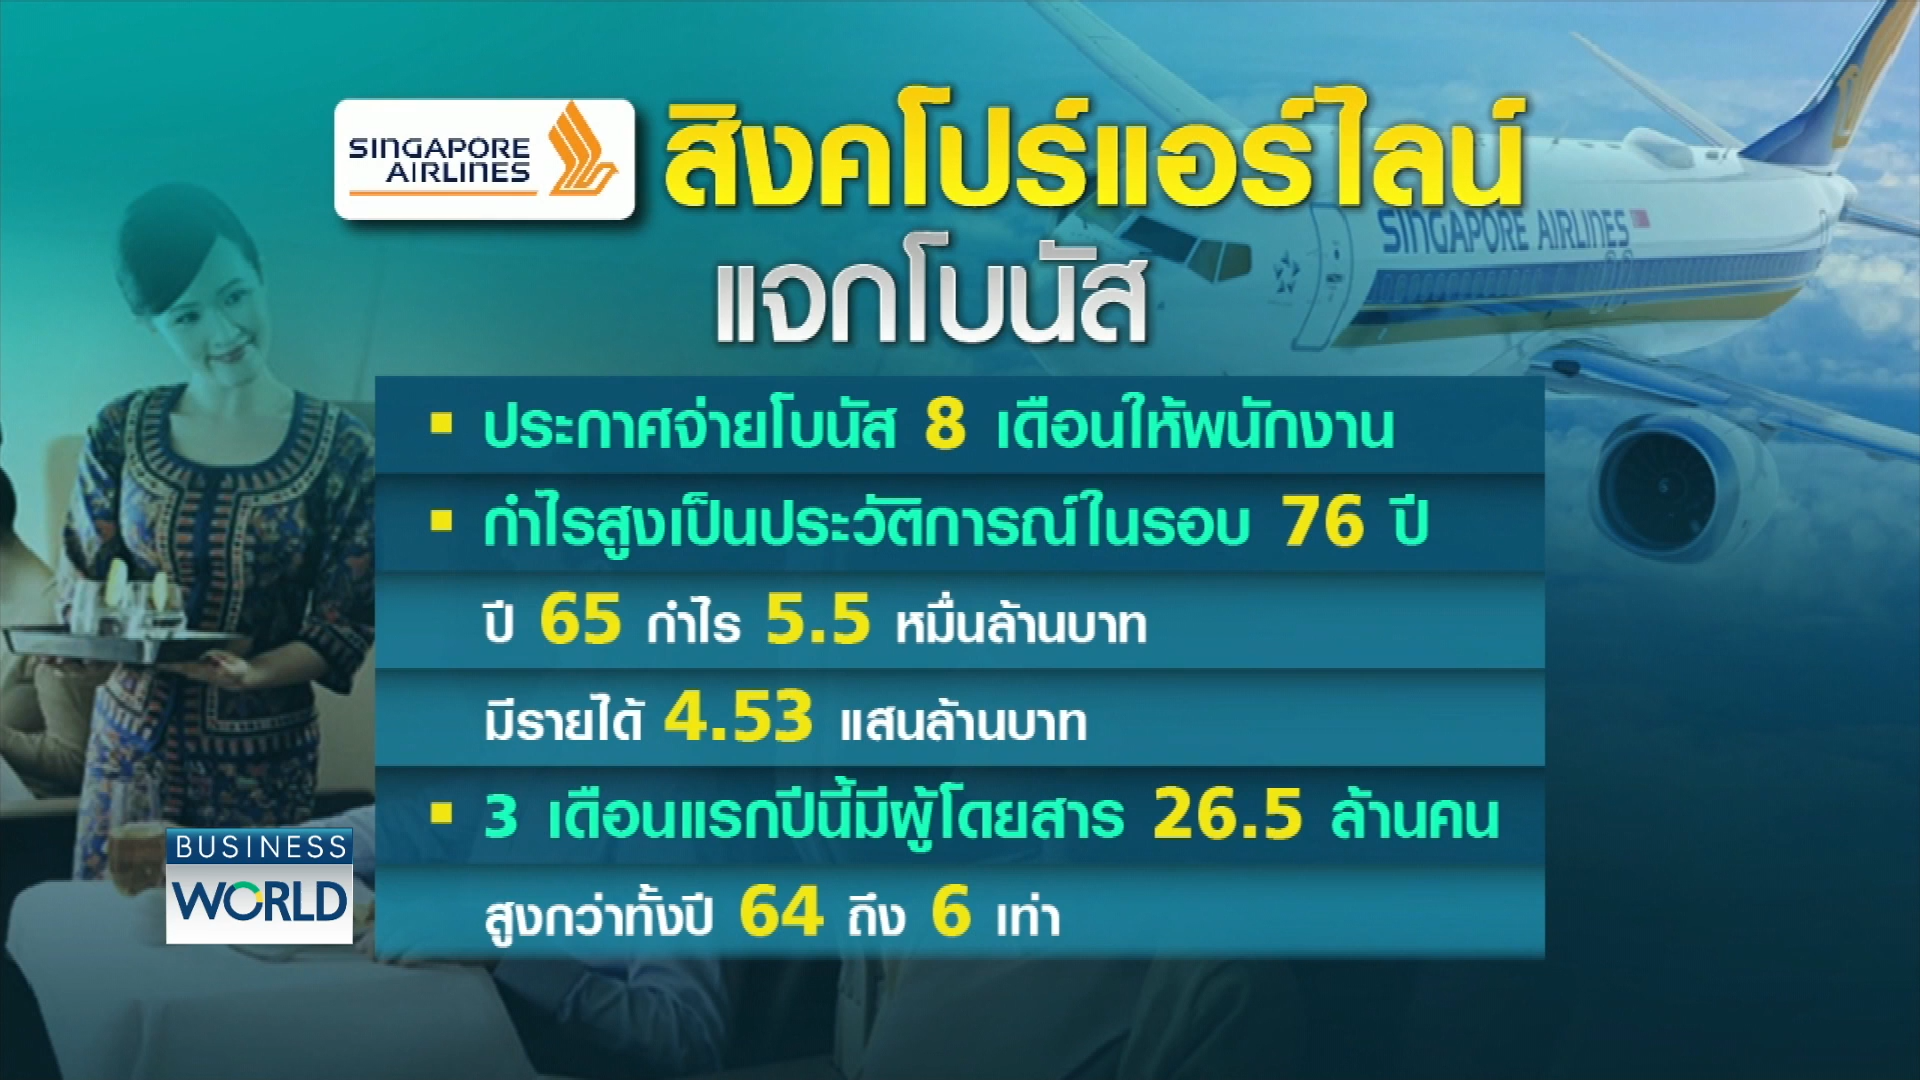 SINGAPORE
AIRLINES
สิงคโปร์แอร์ไลน์
SINGAPORE AIRLINES
แจกโบนัส
ประกาศจ่ายโบนัส 8 เดือนให้พนักงาน
กำไรสูงเป็นประวัติการณ์ในรอบ 76 ปี
ปี 65 กำไร 5.5 หมื่นล้านบาท
มีรายได้ 4.53 แสนล้านบาท
3 เดือนแรกปีนี้มีผู้โดยสาร 26.5 ล้านคน
สูงกว่าทั้งปี 64 ถึง 6 เท่า
BUSINESS
WORLD